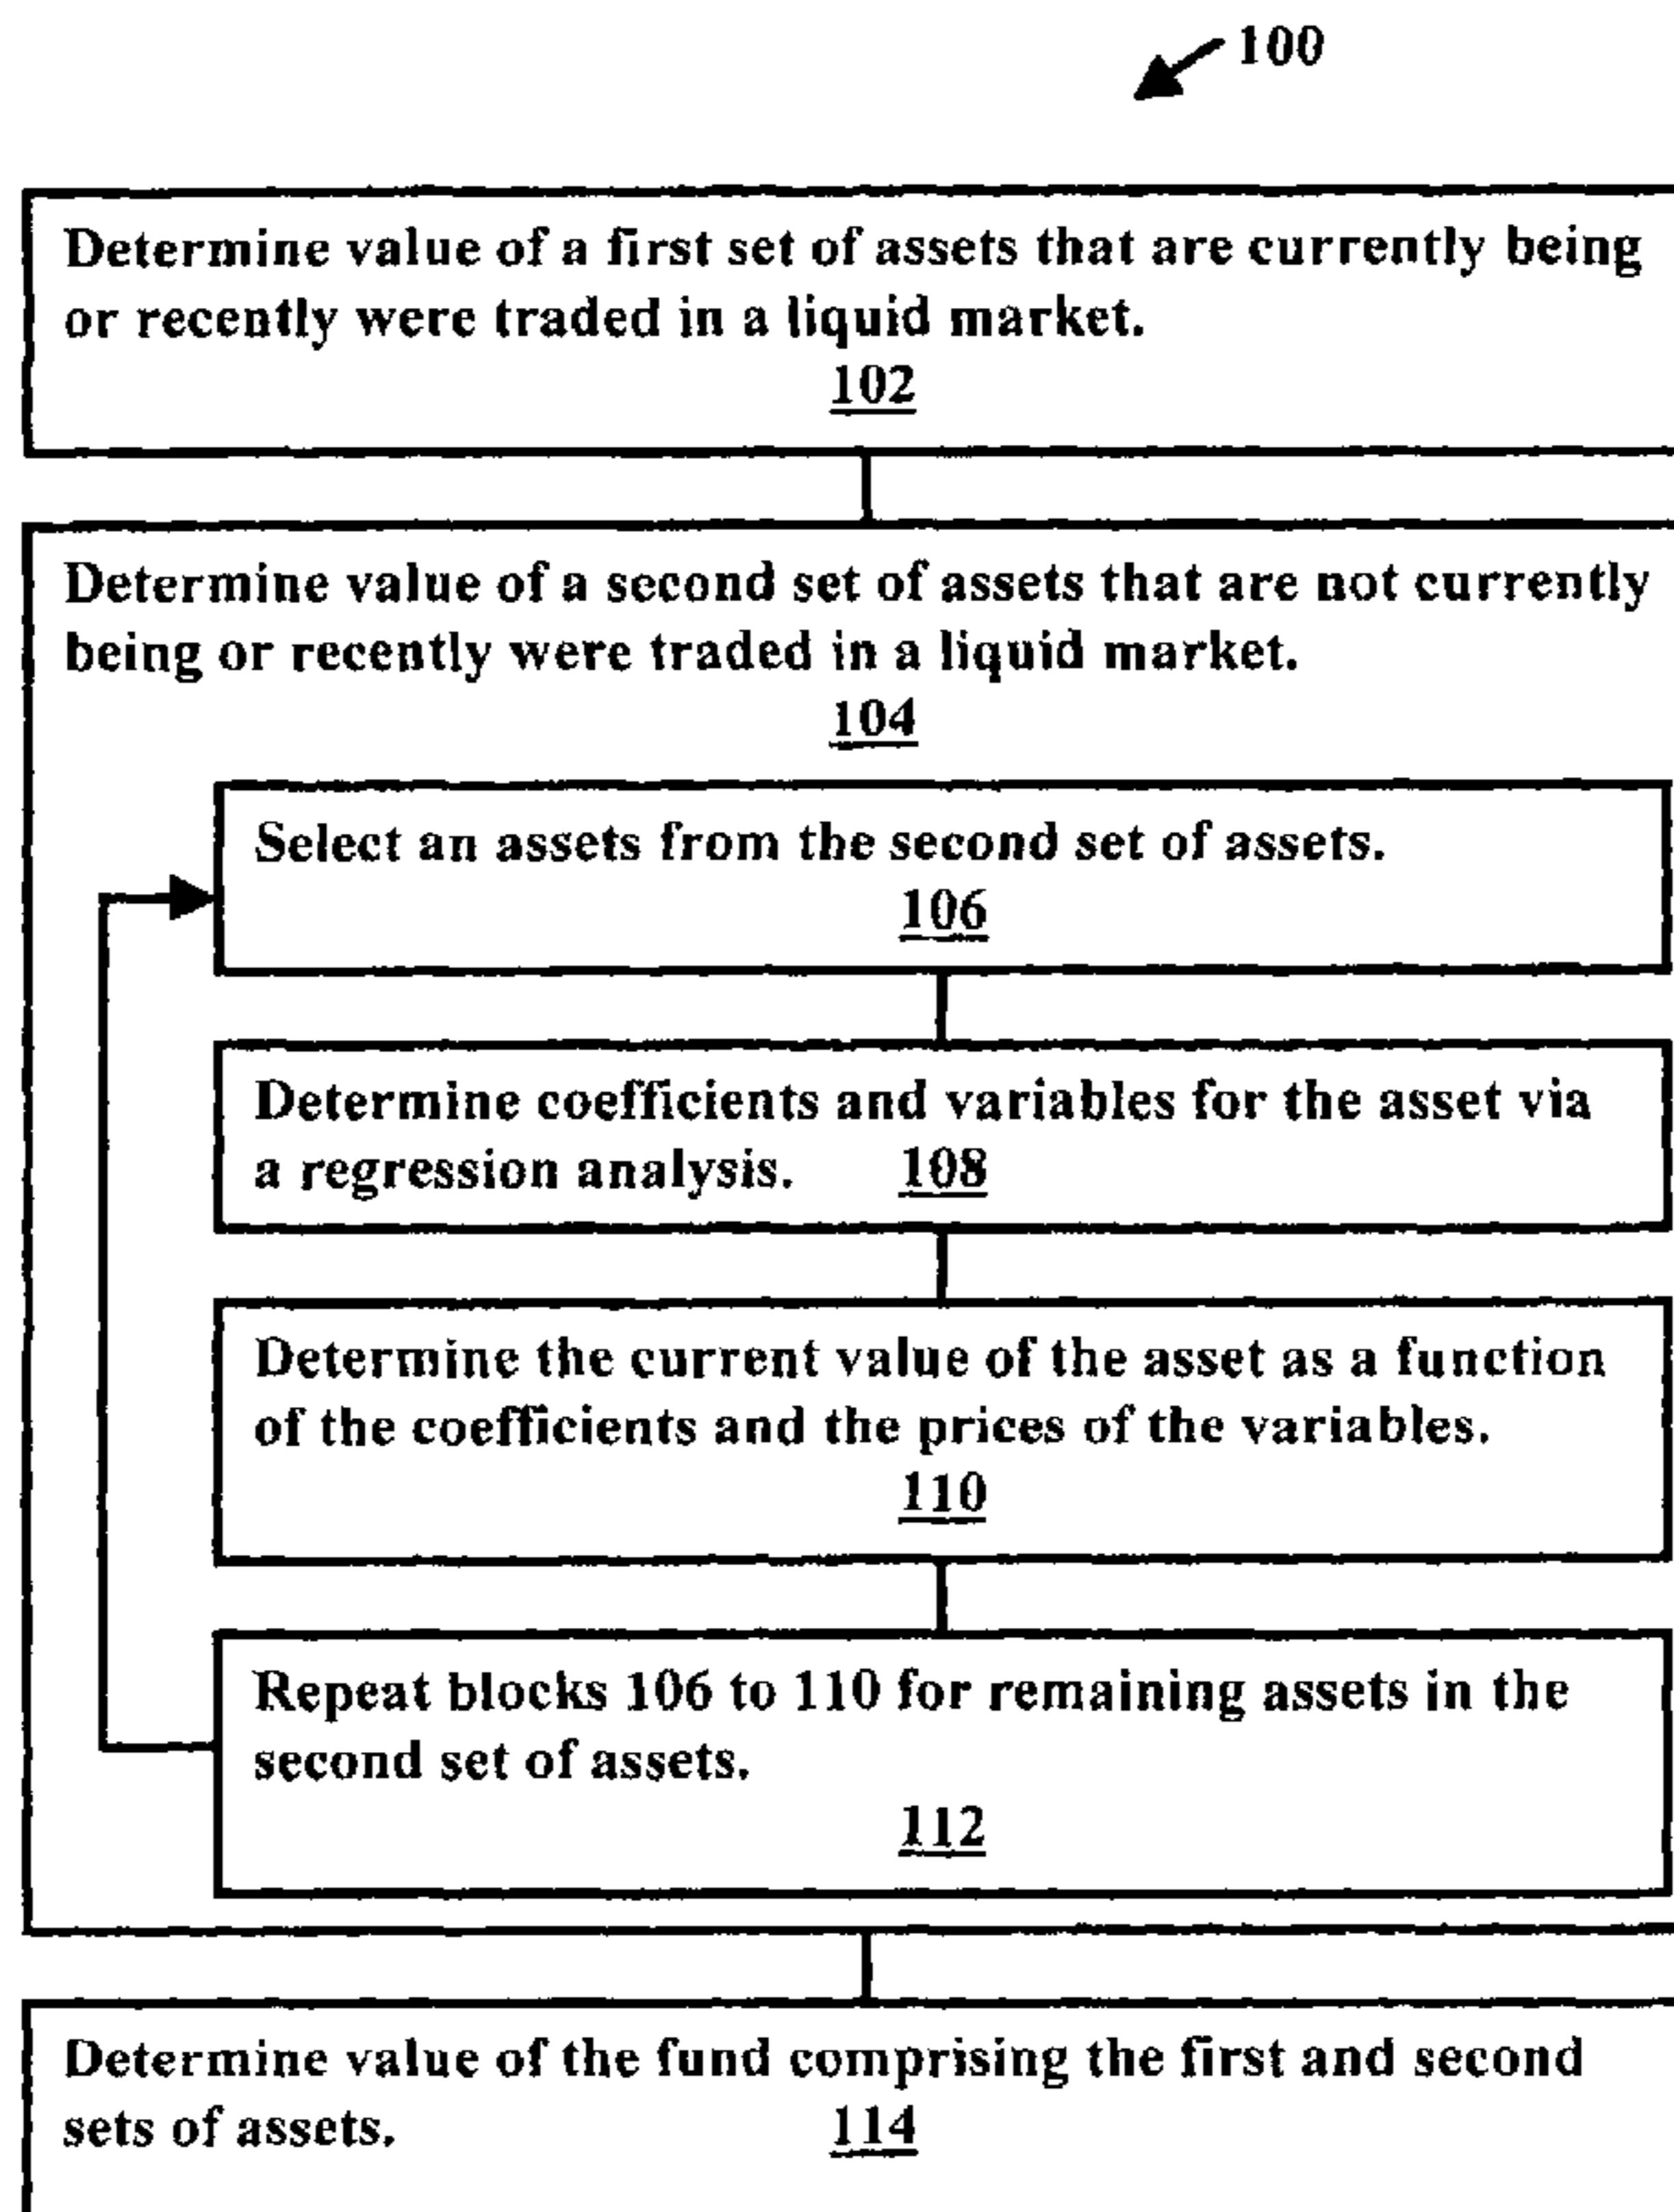 100
Determine value of a first set of assets that are currently being
or recently were traded in a liquid market.
102
Determine value of a second set of assets that are not currently
being or recently were traded in a liquid market.
104
Select an assets from the second set of assets.
106
Determine coefficients and variables for the asset via
a regression analysis. 108
Determine the current value of the asset as a function
of the coefficients and the prices of the variables.
110
Repeat blocks 106 to 110 for remaining assets in the
second set of assets.
112
Determine value of the fund comprising the first and second
sets of assets. 114